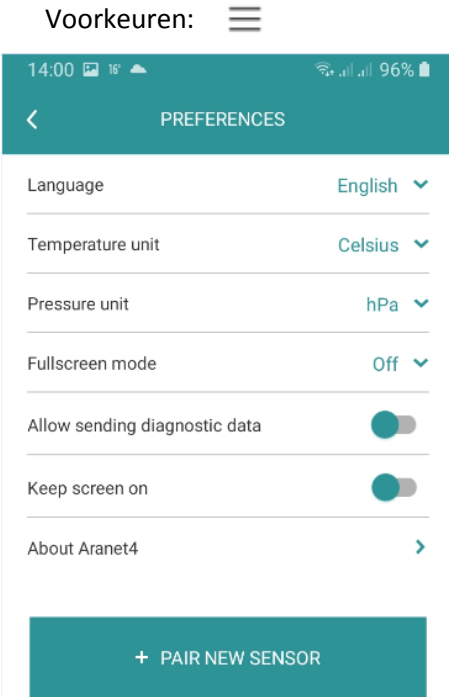 Voorkeuren:
14:00 16° 96%
PREFERENCES
Language English
Temperature unit Celsius
Pressure unit hPa
Fullscreen mode Off
Allow sending diagnostic data
Keep screen on
About Aranet4
+ PAIR NEW SENSOR